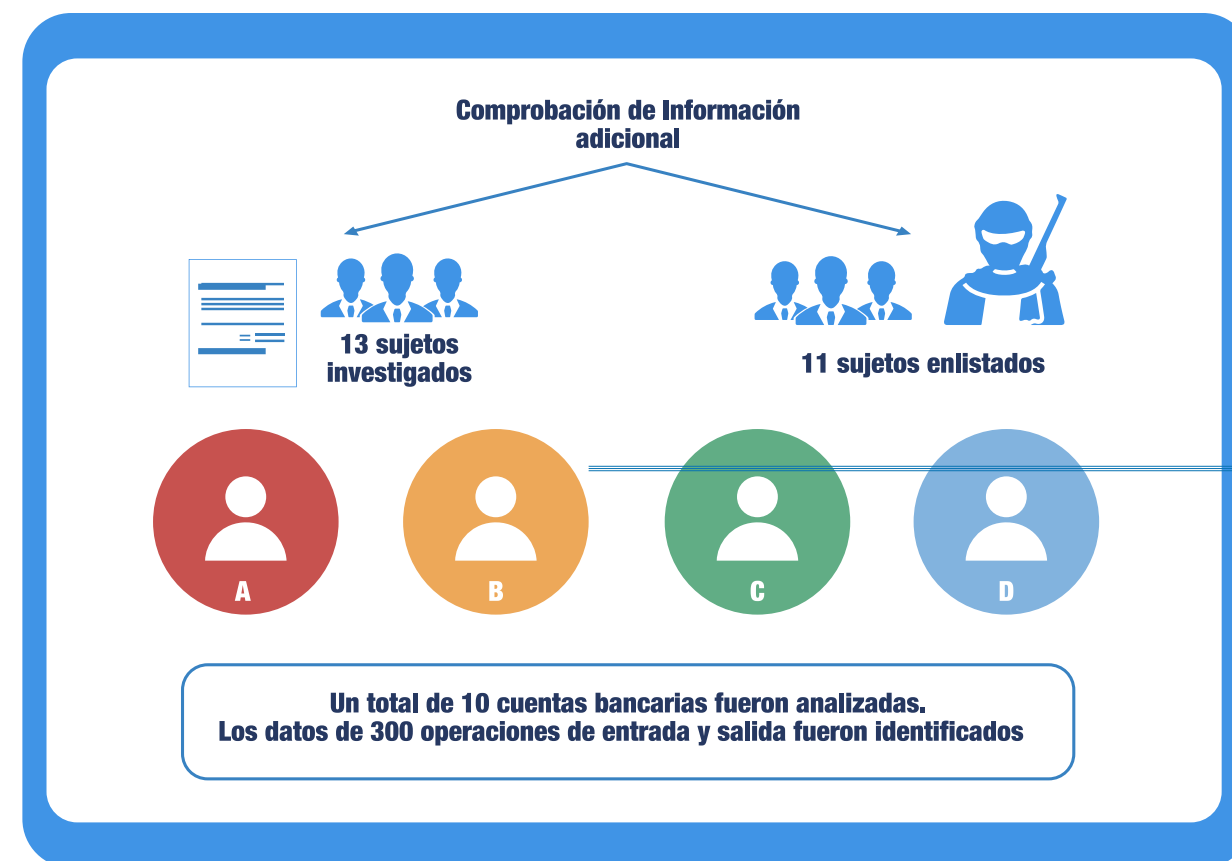 Comprobación de Información
adicional
13 sujetos
investigados
11 sujetos enlistados
A
B
C
D
Un total de 10 cuentas bancarias fueron analizadas.
Los datos de 300 operaciones de entrada y salida fueron identificados